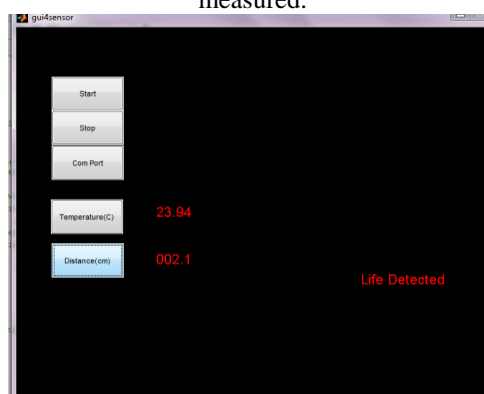 measured.
gui4sensor
Start
Stop
Com Port
Temperature(C) 23.94
Distance(cm) 002.1
Life Detected